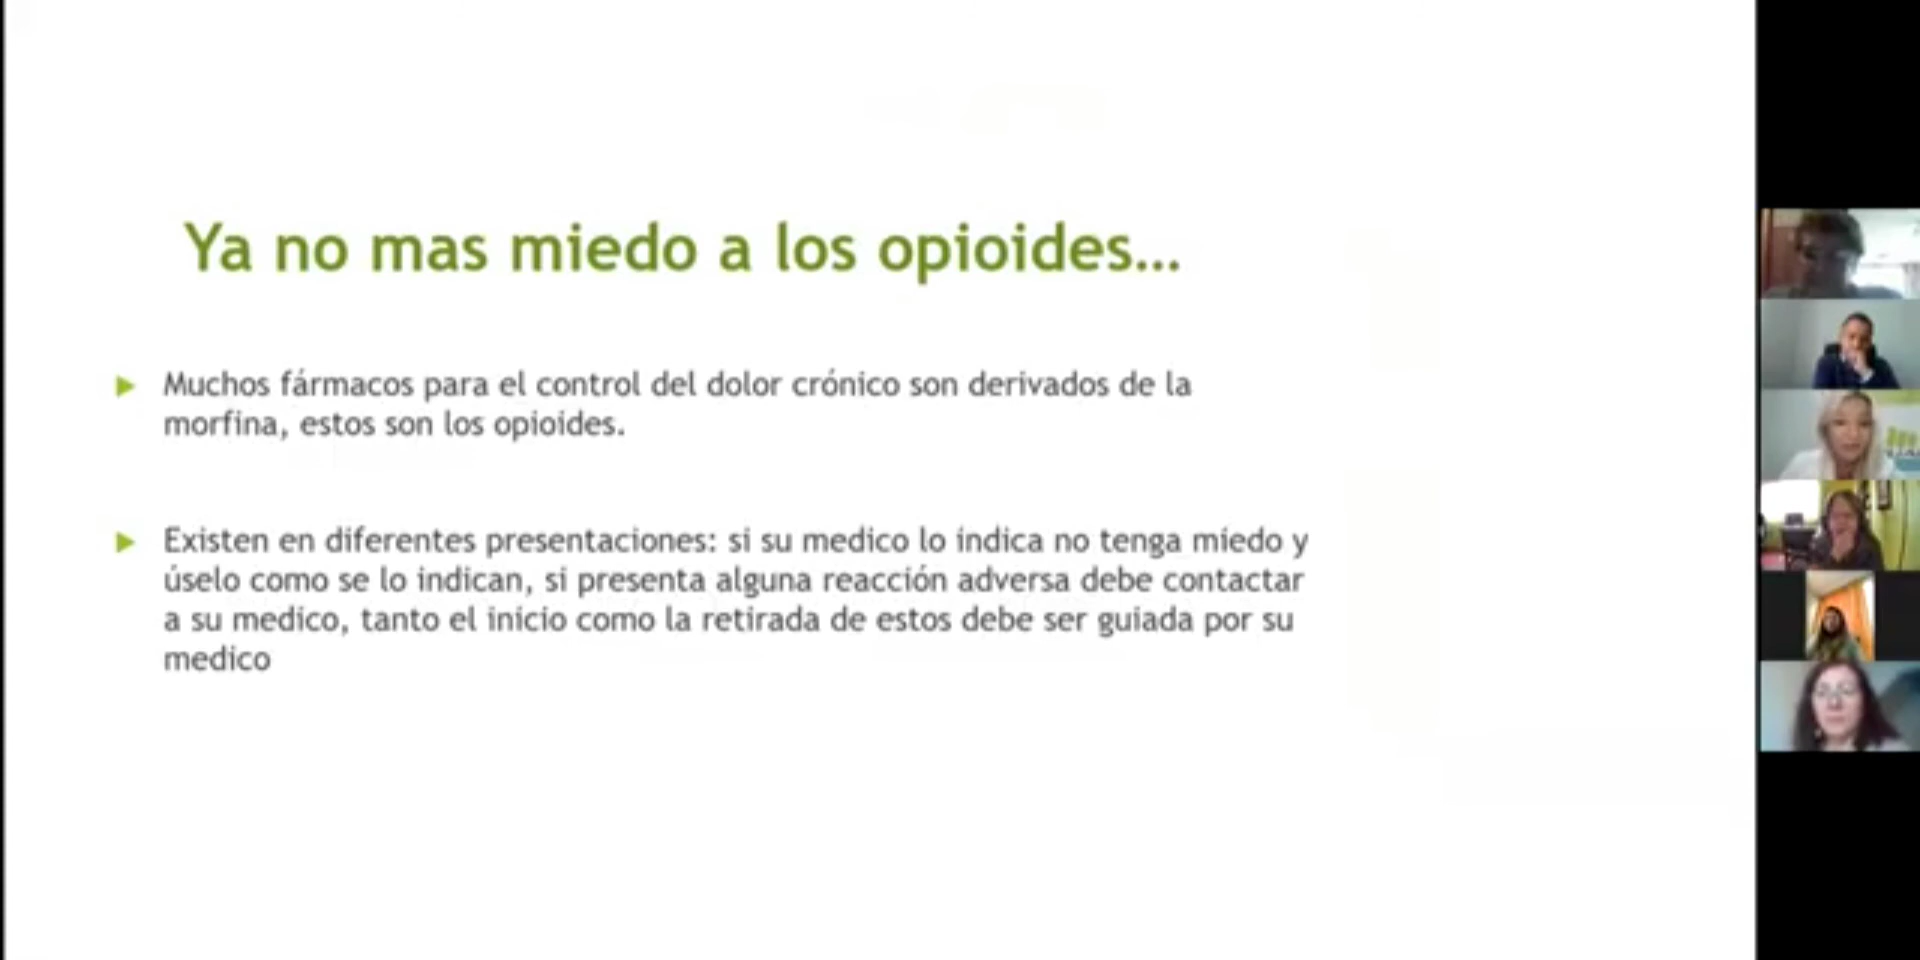 Ya no mas miedo a los opioides...
Muchos fármacos para el control del dolor crónico son derivados de la
morfina, estos son los opioides.
Existen en diferentes presentaciones: si su medico lo indica no tenga miedo y
úselo como se lo indican, si presenta alguna reacción adversa debe contactar
a su medico, tanto el inicio como la retirada de estos debe ser guiada por su
medico